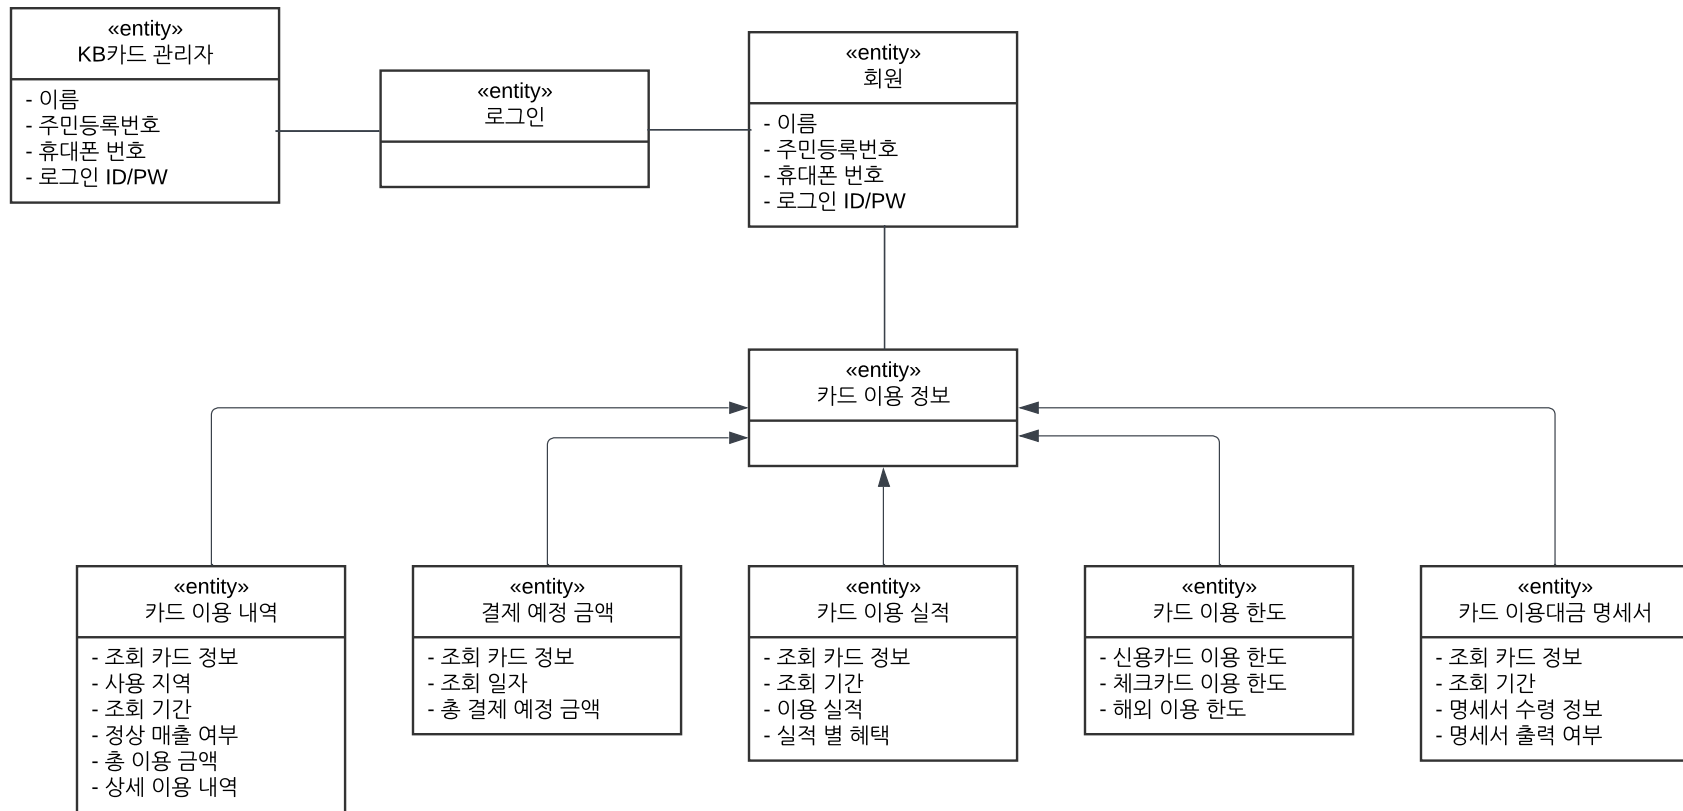 «entity»
KB카드 관리자
- 이름
- 주민등록번호
- 휴대폰 번호
- 로그인 ID/PW
«entity»
로그인
«entity»
회원
- 이름
- 주민등록번호
- 휴대폰 번호
- 로그인 ID/PW
«entity»
카드 이용 정보
«entity»
카드 이용 내역
- 조회 카드 정보
- 사용 지역
- 조회 기간
- 정상 매출 여부
- 총 이용 금액
- 상세 이용 내역
«entity»
결제 예정 금액
- 조회 카드 정보
- 조회 일자
- 총 결제 예정 금액
«entity»
카드 이용 실적
- 조회 카드 정보
- 조회 기간
- 이용 실적
- 실적 별 혜택
«entity»
카드 이용 한도
- 신용카드 이용 한도
- 체크카드 이용 한도
- 해외 이용 한도
«entity»
카드 이용대금 명세서
- 조회 카드 정보
- 조회 기간
- 명세서 수령 정보
- 명세서 출력 여부